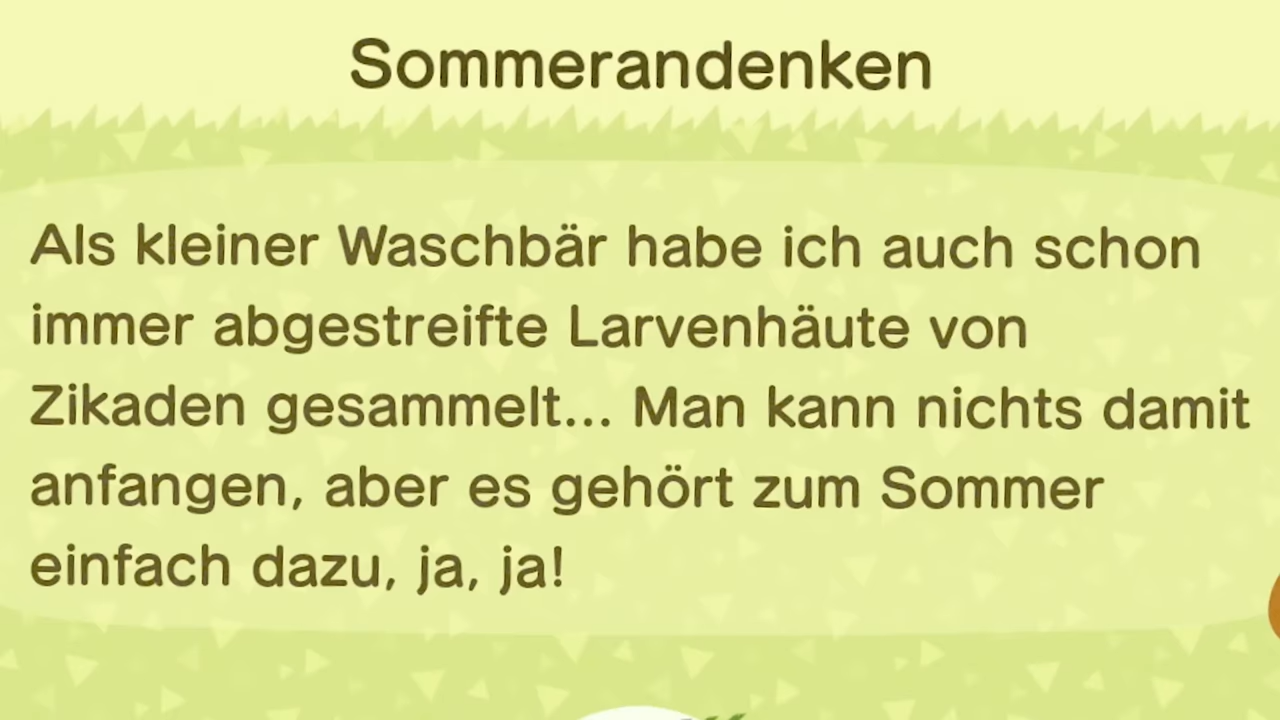 Sommerandenken
Als kleiner Waschbär habe ich auch schon
immer abgestreifte Larvenhäute von
Zikaden gesammelt... Man kann nichts damit
anfangen, aber es gehört zum Sommer
einfach dazu, ja, ja!